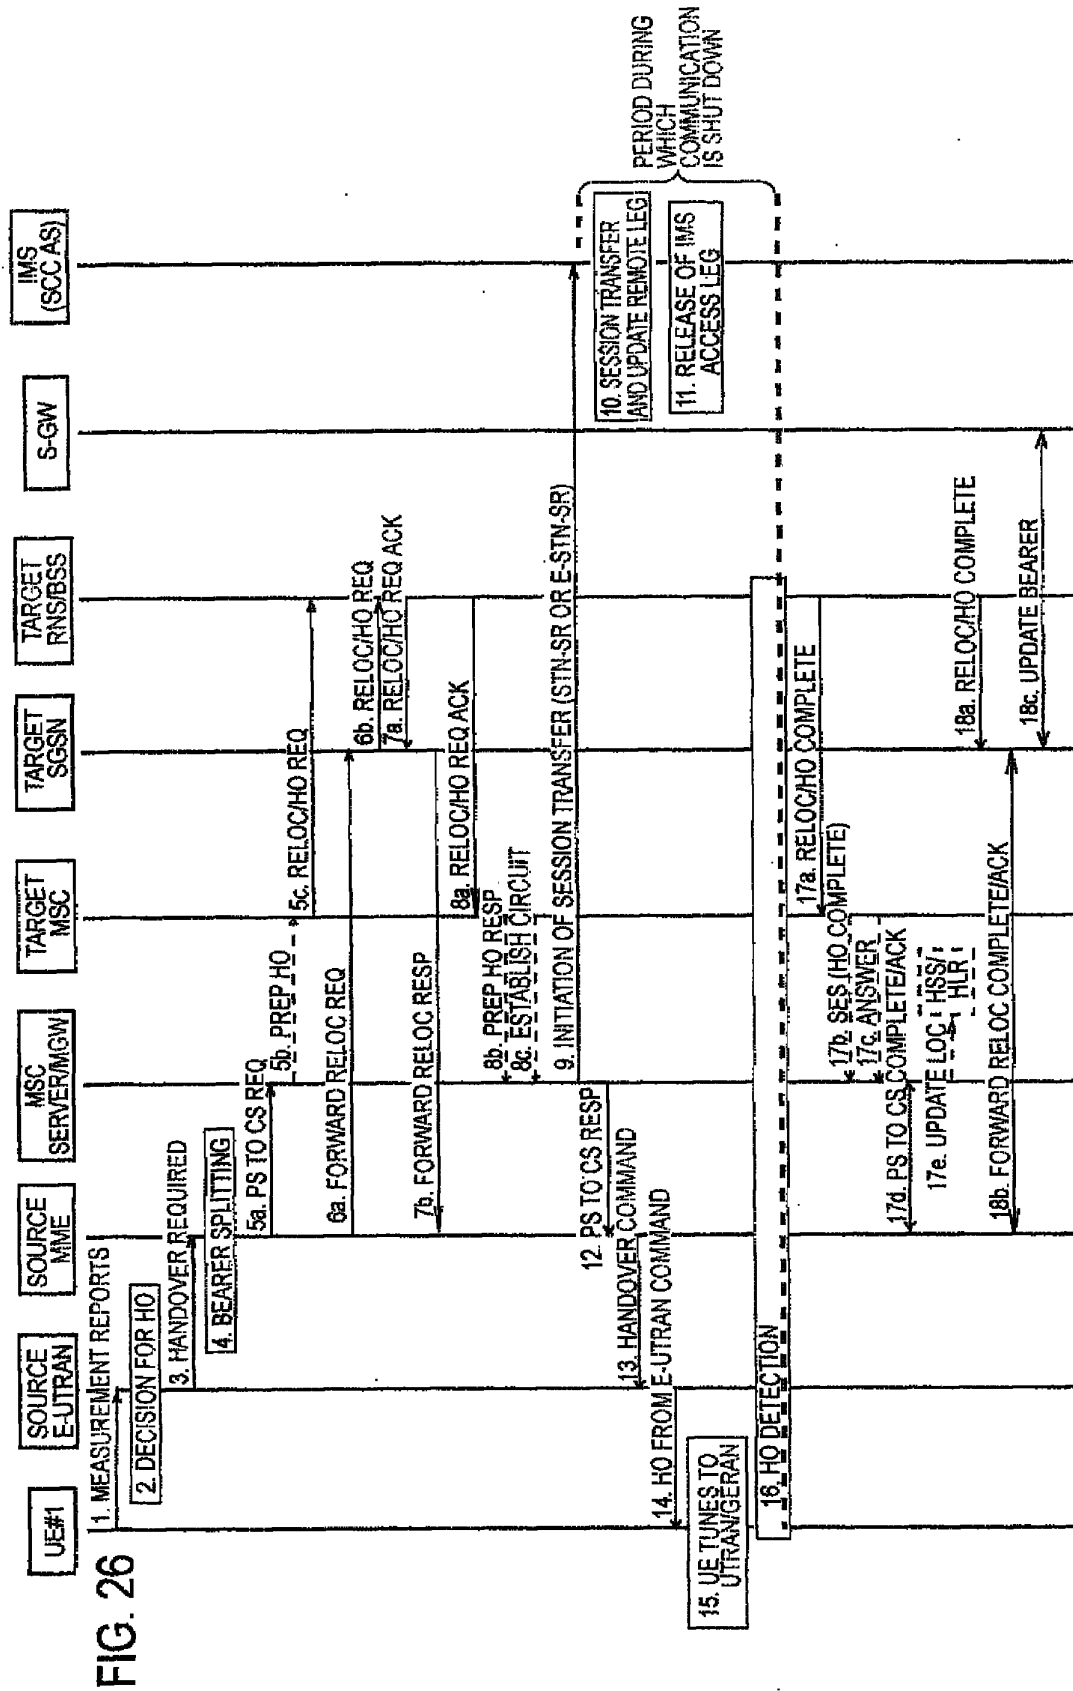 FIG. 26
UE#1
SOURCE
E-UTRAN
SOURCE
MME
MSC
SERVER/MGW
TARGET
MSC
TARGET
SGSN
TARGET
RNS/BSS
S-GW
IMS
(SCC AS)
1. MEASUREMENT REPORTS
2. DECISION FOR HO
3. HANDOVER REQUIRED
4. BEARER SPLITTING
5a. PS TO CS REQ
5b. PREP HO
5c. RELOC/HO REQ
6a. FORWARD RELOC REQ
6b. RELOC/HO REQ
7a. RELOC/HO REQ ACK
7b. FORWARD RELOC RESP
8a. RELOC/HO REQ ACK
8b. PREP HO RESP
8c. ESTABLISH CIRCUIT
9. INITIATION OF SESSION TRANSFER (STN-SR OR E-STN-SR)
10. SESSION TRANSFER
AND UPDATE REMOTE LEG
11. RELEASE OF IMS
ACCESS LEG
PERIOD DURING
WHICH
COMMUNICATION
IS SHUT DOWN
12. PS TO CS RESP
13. HANDOVER COMMAND
14. HO FROM E-UTRAN COMMAND
15. UE TUNES TO
UTRAN/GERAN
16. HO DETECTION
17a. RELOC/HO COMPLETE
17b. SES (HO COMPLETE)
17c. ANSWER
17d. PS TO CS COMPLETE/ACK
17e. UPDATE LOC
HSS/
HLR
18a. RELOC/HO COMPLETE
18b. FORWARD RELOC COMPLETE/ACK
18c. UPDATE BEARER